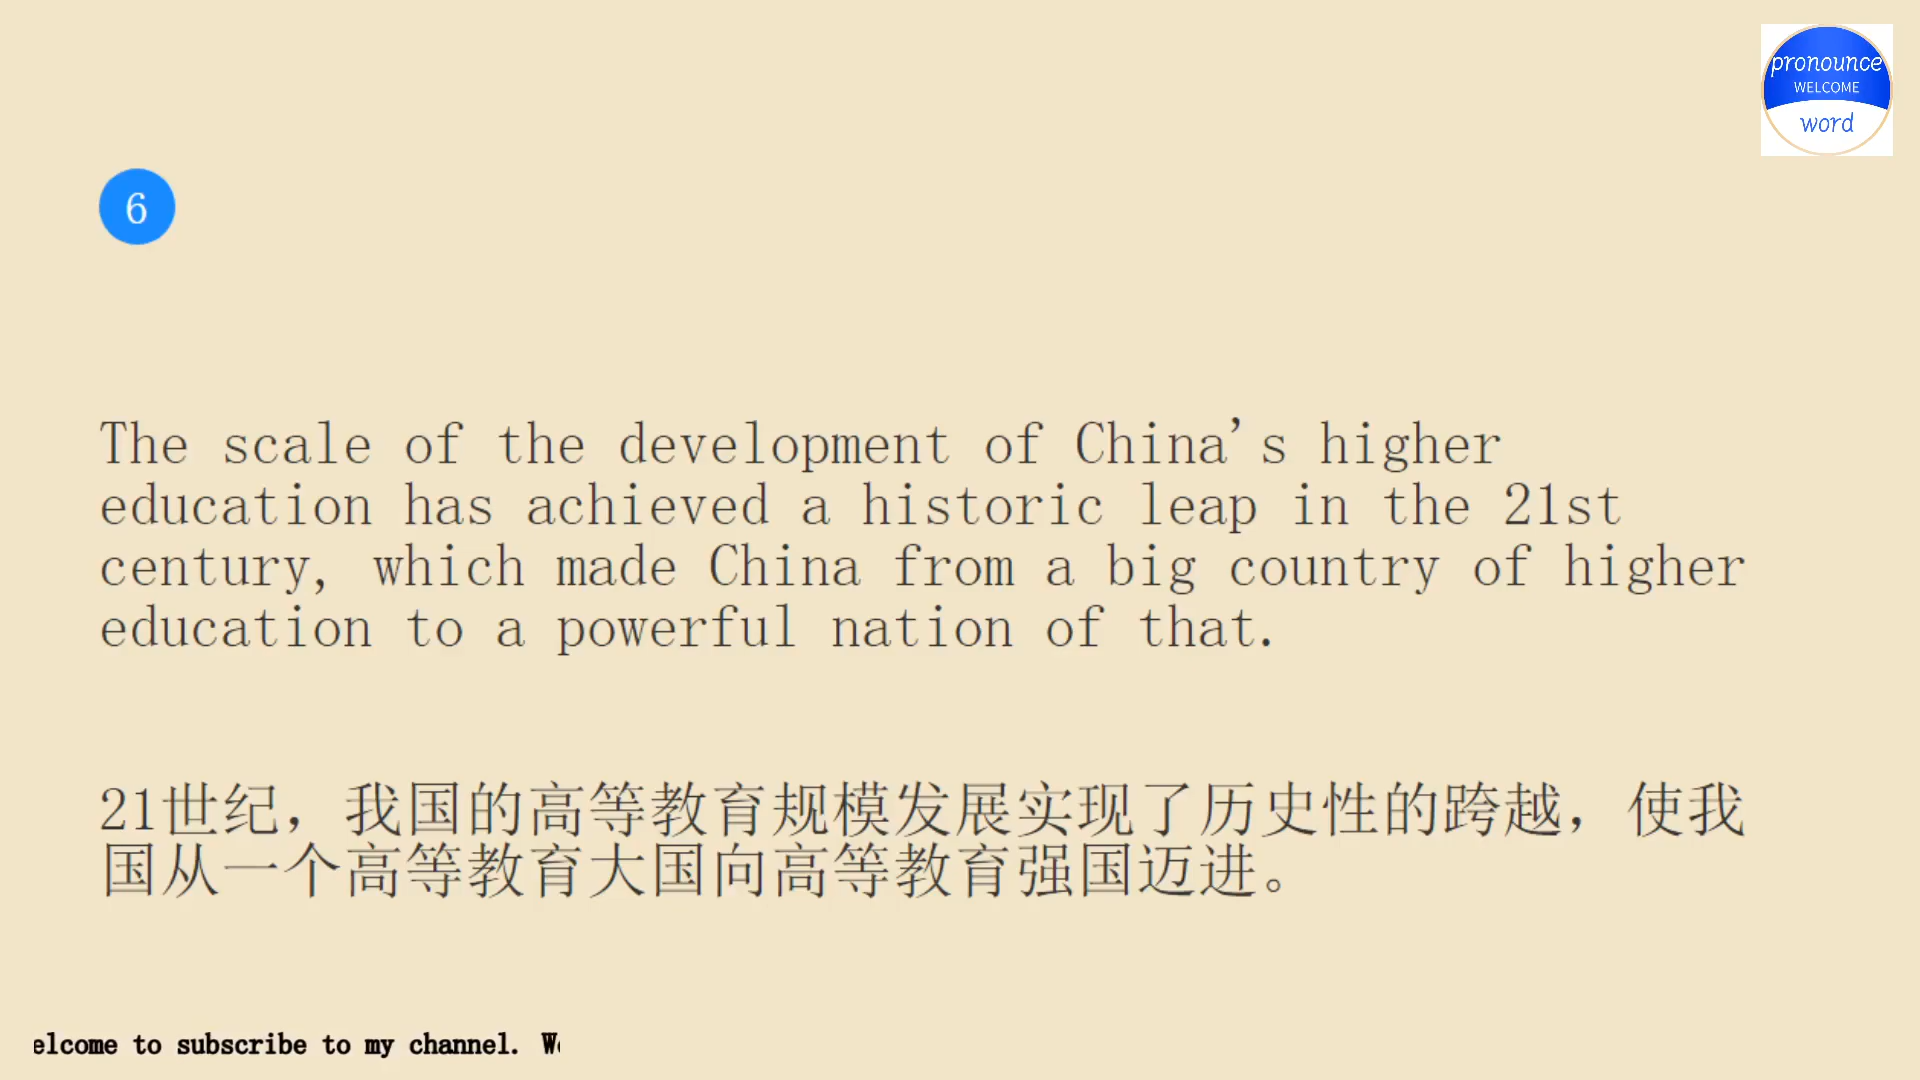 pronounce
WELCOME
word
6
The scale of the development of China's higher
education has achieved a historic leap in the 21st
century, which made China from a big country of higher
education to a powerful nation of that.
21世纪，我国的高等教育规模发展实现了历史性的跨越，使我
国从一个高等教育大国向高等教育强国迈进。
elcome to subscribe to my channel. W